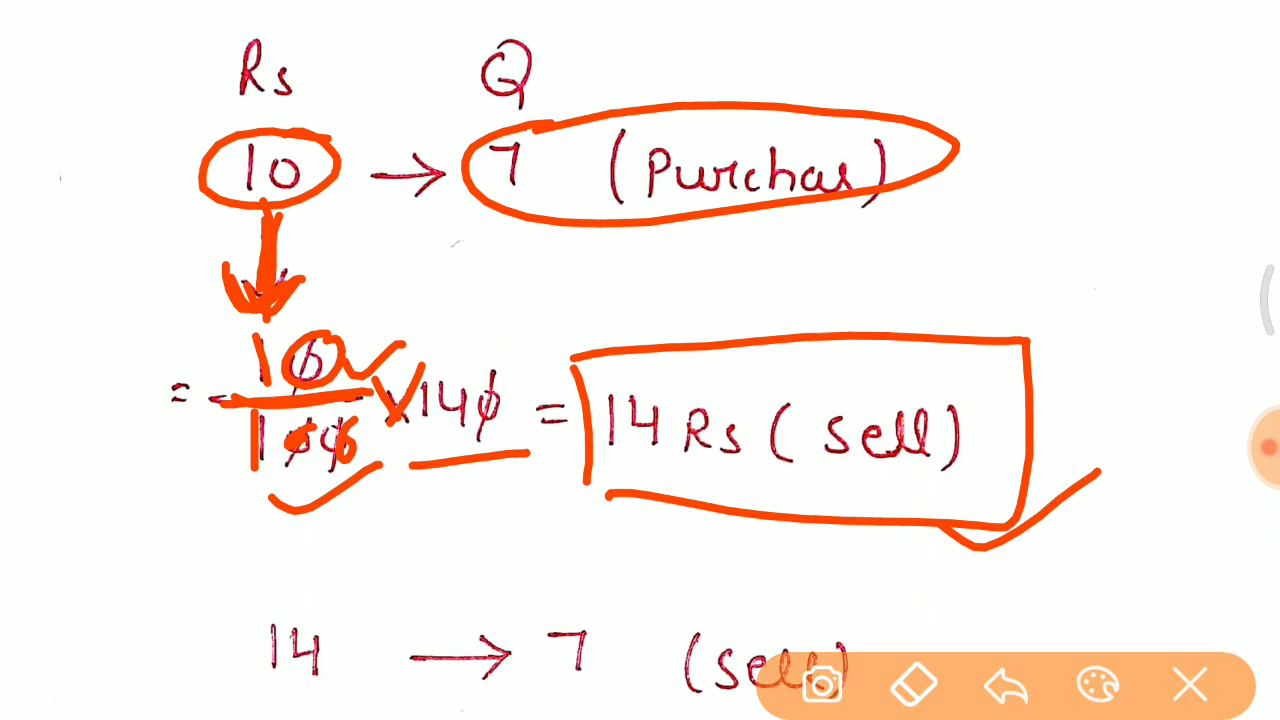 Rs Q
10 → 7 (Purchas)
= 10/100 × 140 = 14 Rs (sell)
14 → 7 (sell)